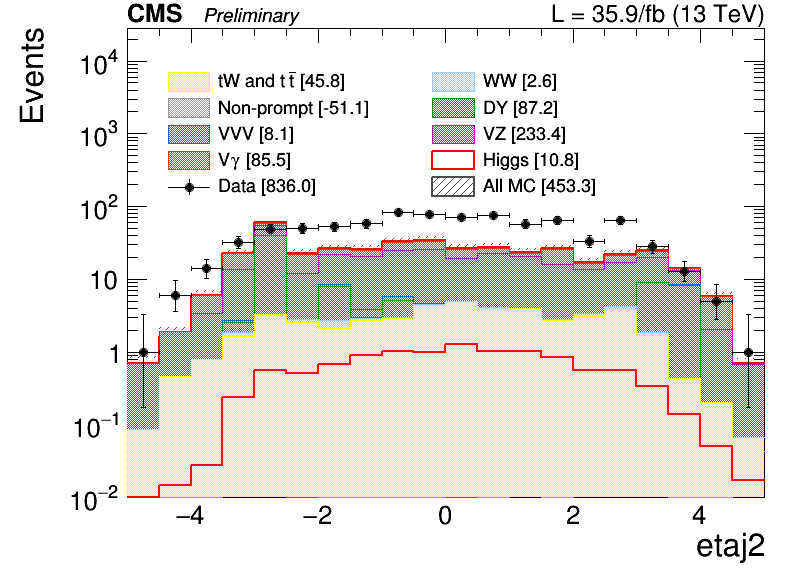 CMS Preliminary L = 35.9/fb (13 TeV)
Events
10⁴
10³
10²
10
1
10⁻¹
10⁻²
tW and tt̅ [45.8] WW [2.6]
Non-prompt [-51.1] DY [87.2]
VVV [8.1] VZ [233.4]
Vγ [85.5] Higgs [10.8]
Data [836.0] All MC [453.3]
−4 −2 0 2 4
etaj2